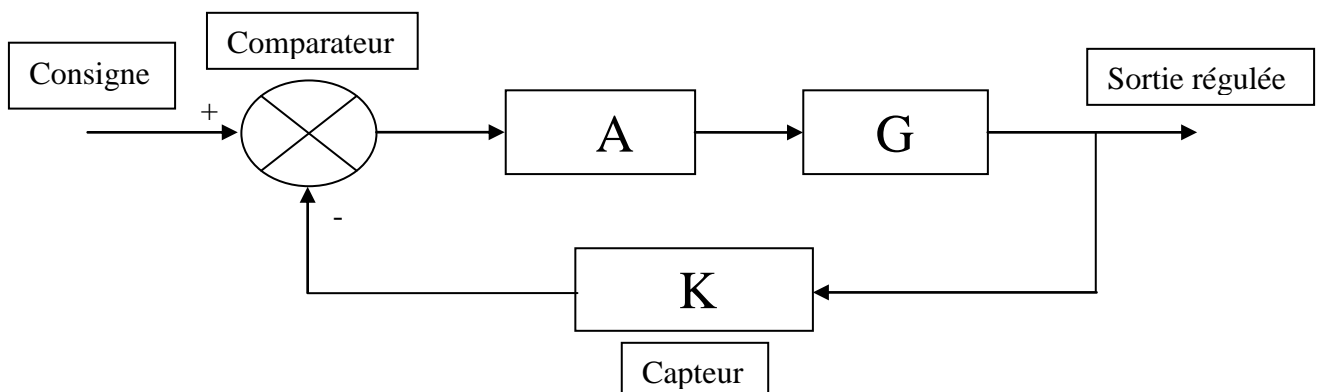 Comparateur
Consigne
Sortie régulée
+
A
G
-
K
Capteur